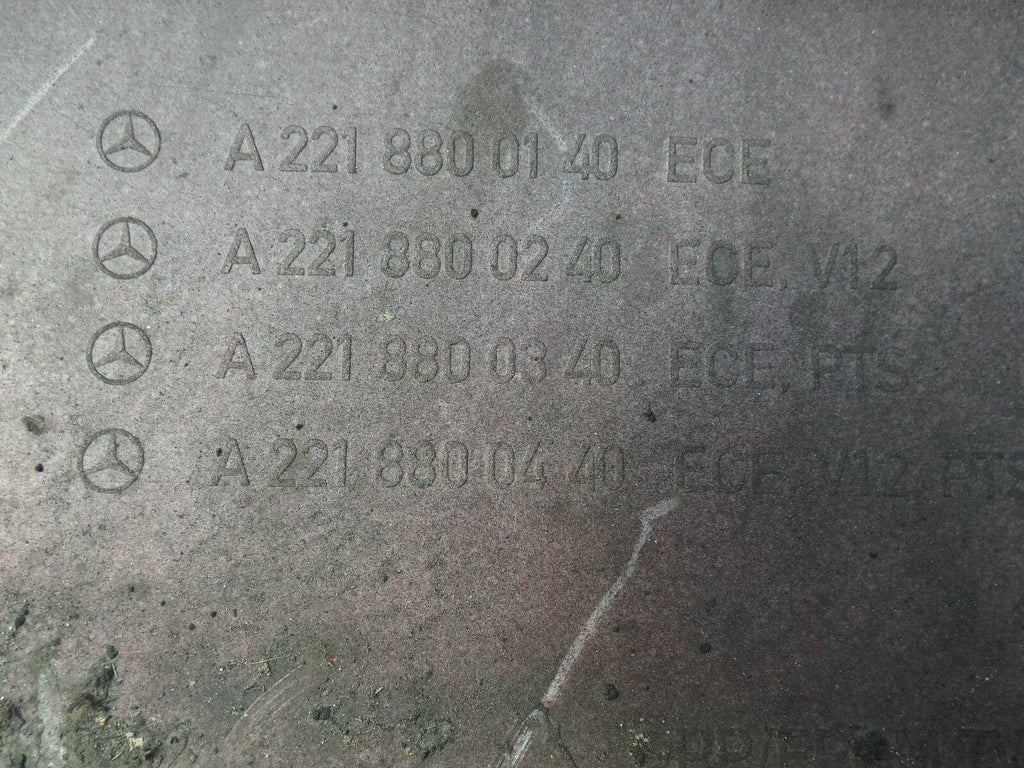 A 221 880 01 40 ECE
A 221 880 02 40 ECE, V12
A 221 880 03 40 ECE, PTS
A 221 880 04 40 ECE, V12, PTS